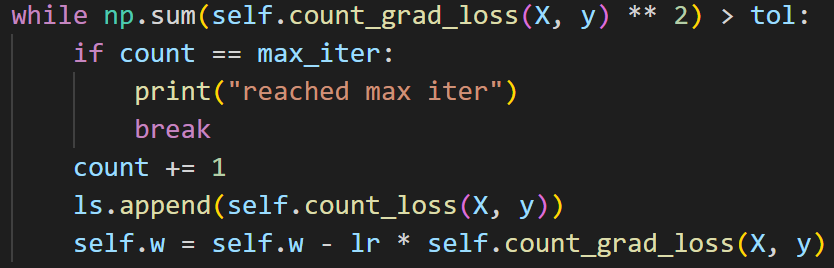 while np.sum(self.count_grad_loss(X, y) ** 2) > tol:
    if count == max_iter:
        print("reached max iter")
        break
    count += 1
    ls.append(self.count_loss(X, y))
    self.w = self.w - lr * self.count_grad_loss(X, y)